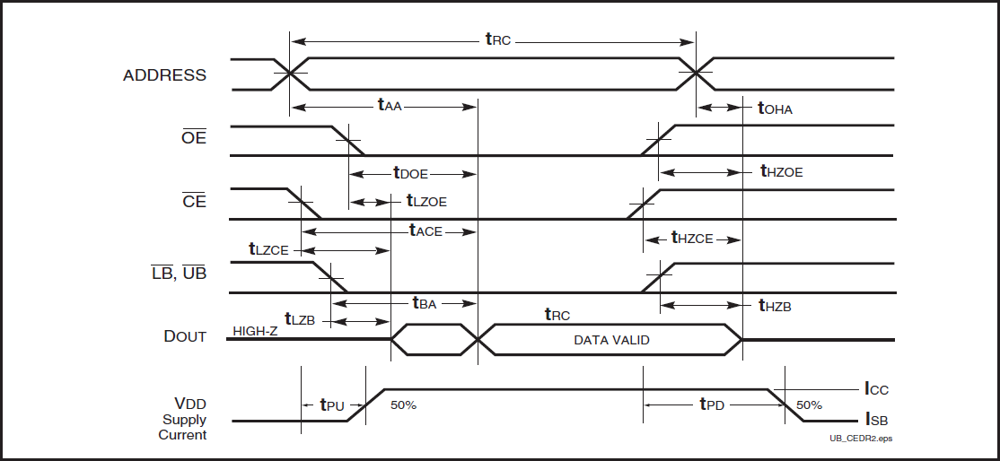 tRC
ADDRESS
tAA
tOHA
OE
tDOE
tHZOE
CE
tLZOE
tACE
tHZCE
tLZCE
LB, UB
tBA
tHZB
tLZB
tRC
DOUT
HIGH-Z
DATA VALID
ICC
VDD
Supply
Current
tPU
50%
tPD
50%
ISB
UB_CEDR2.eps